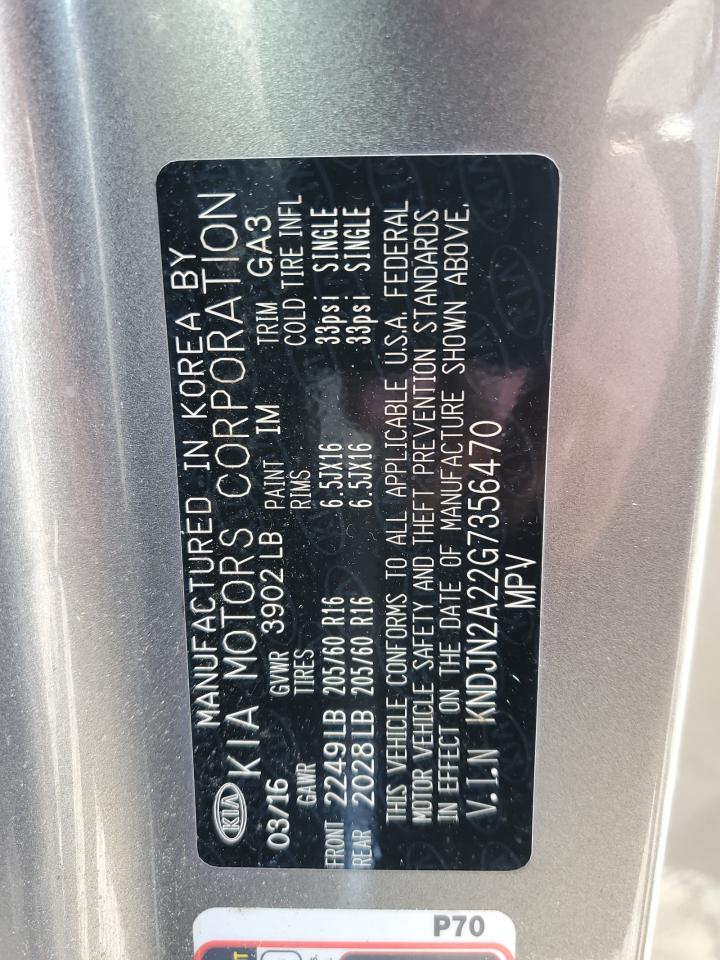 MANUFACTURED IN KOREA BY
KIA KIA MOTORS CORPORATION
03/16 GVWR 3902 LB PAINT IM TRIM GA3
GAWR TIRES RIMS COLD TIRE INFL
FRONT 2249LB 205/60 R16 6.5JX16 33psi SINGLE
REAR 2028LB 205/60 R16 6.5JX16 33psi SINGLE
THIS VEHICLE CONFORMS TO ALL APPLICABLE U.S.A. FEDERAL
MOTOR VEHICLE SAFETY AND THEFT PREVENTION STANDARDS
IN EFFECT ON THE DATE OF MANUFACTURE SHOWN ABOVE.
V.I.N KNDJN2A22G7356470
MPV
P70